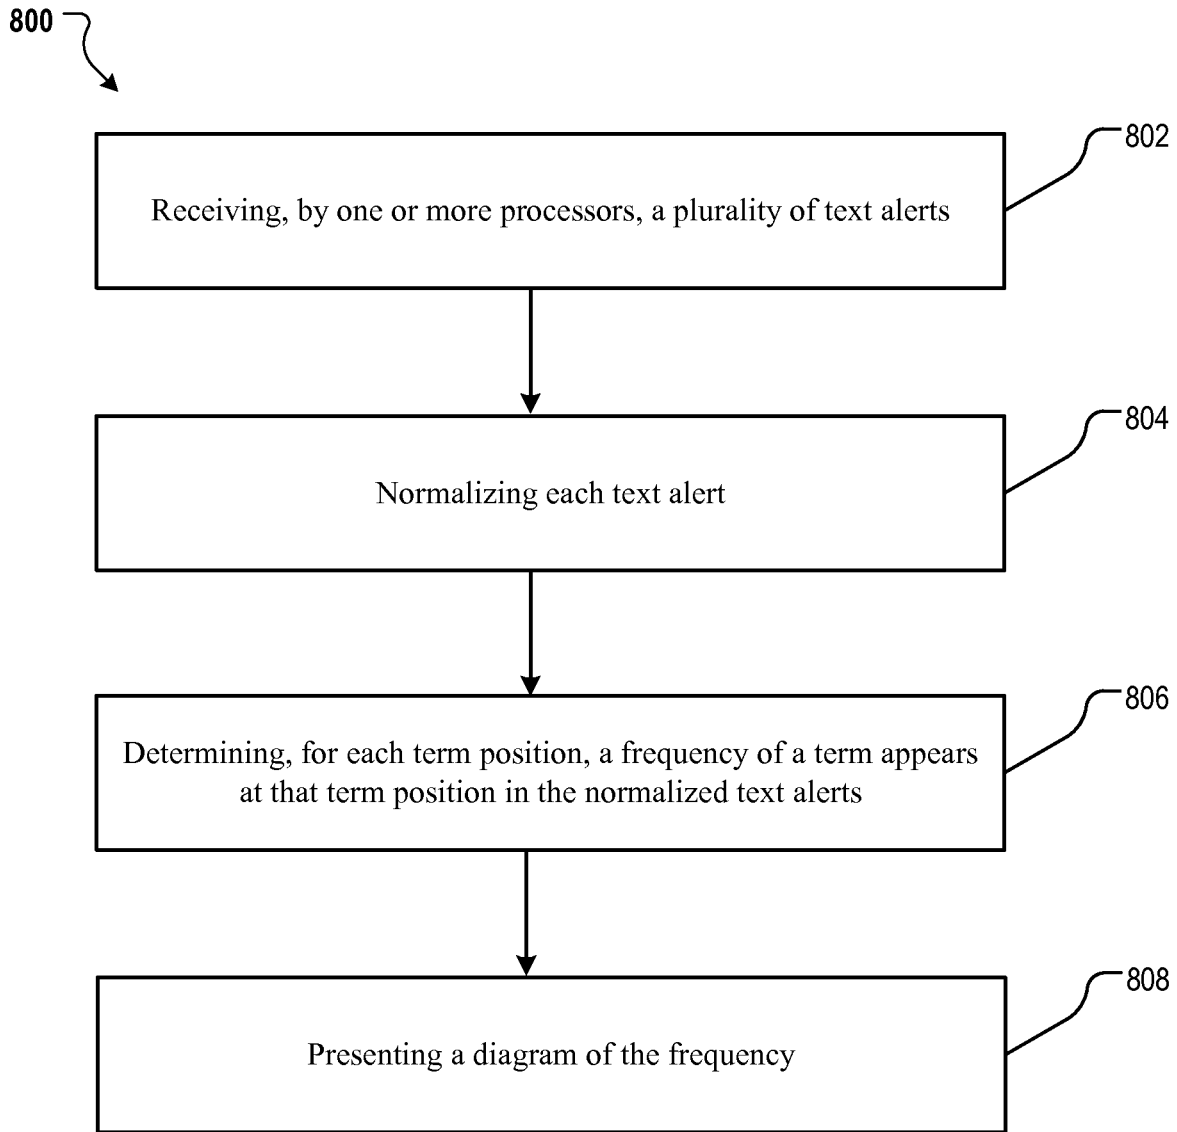 800
802
Receiving, by one or more processors, a plurality of text alerts
804
Normalizing each text alert
806
Determining, for each term position, a frequency of a term appears
at that term position in the normalized text alerts
808
Presenting a diagram of the frequency